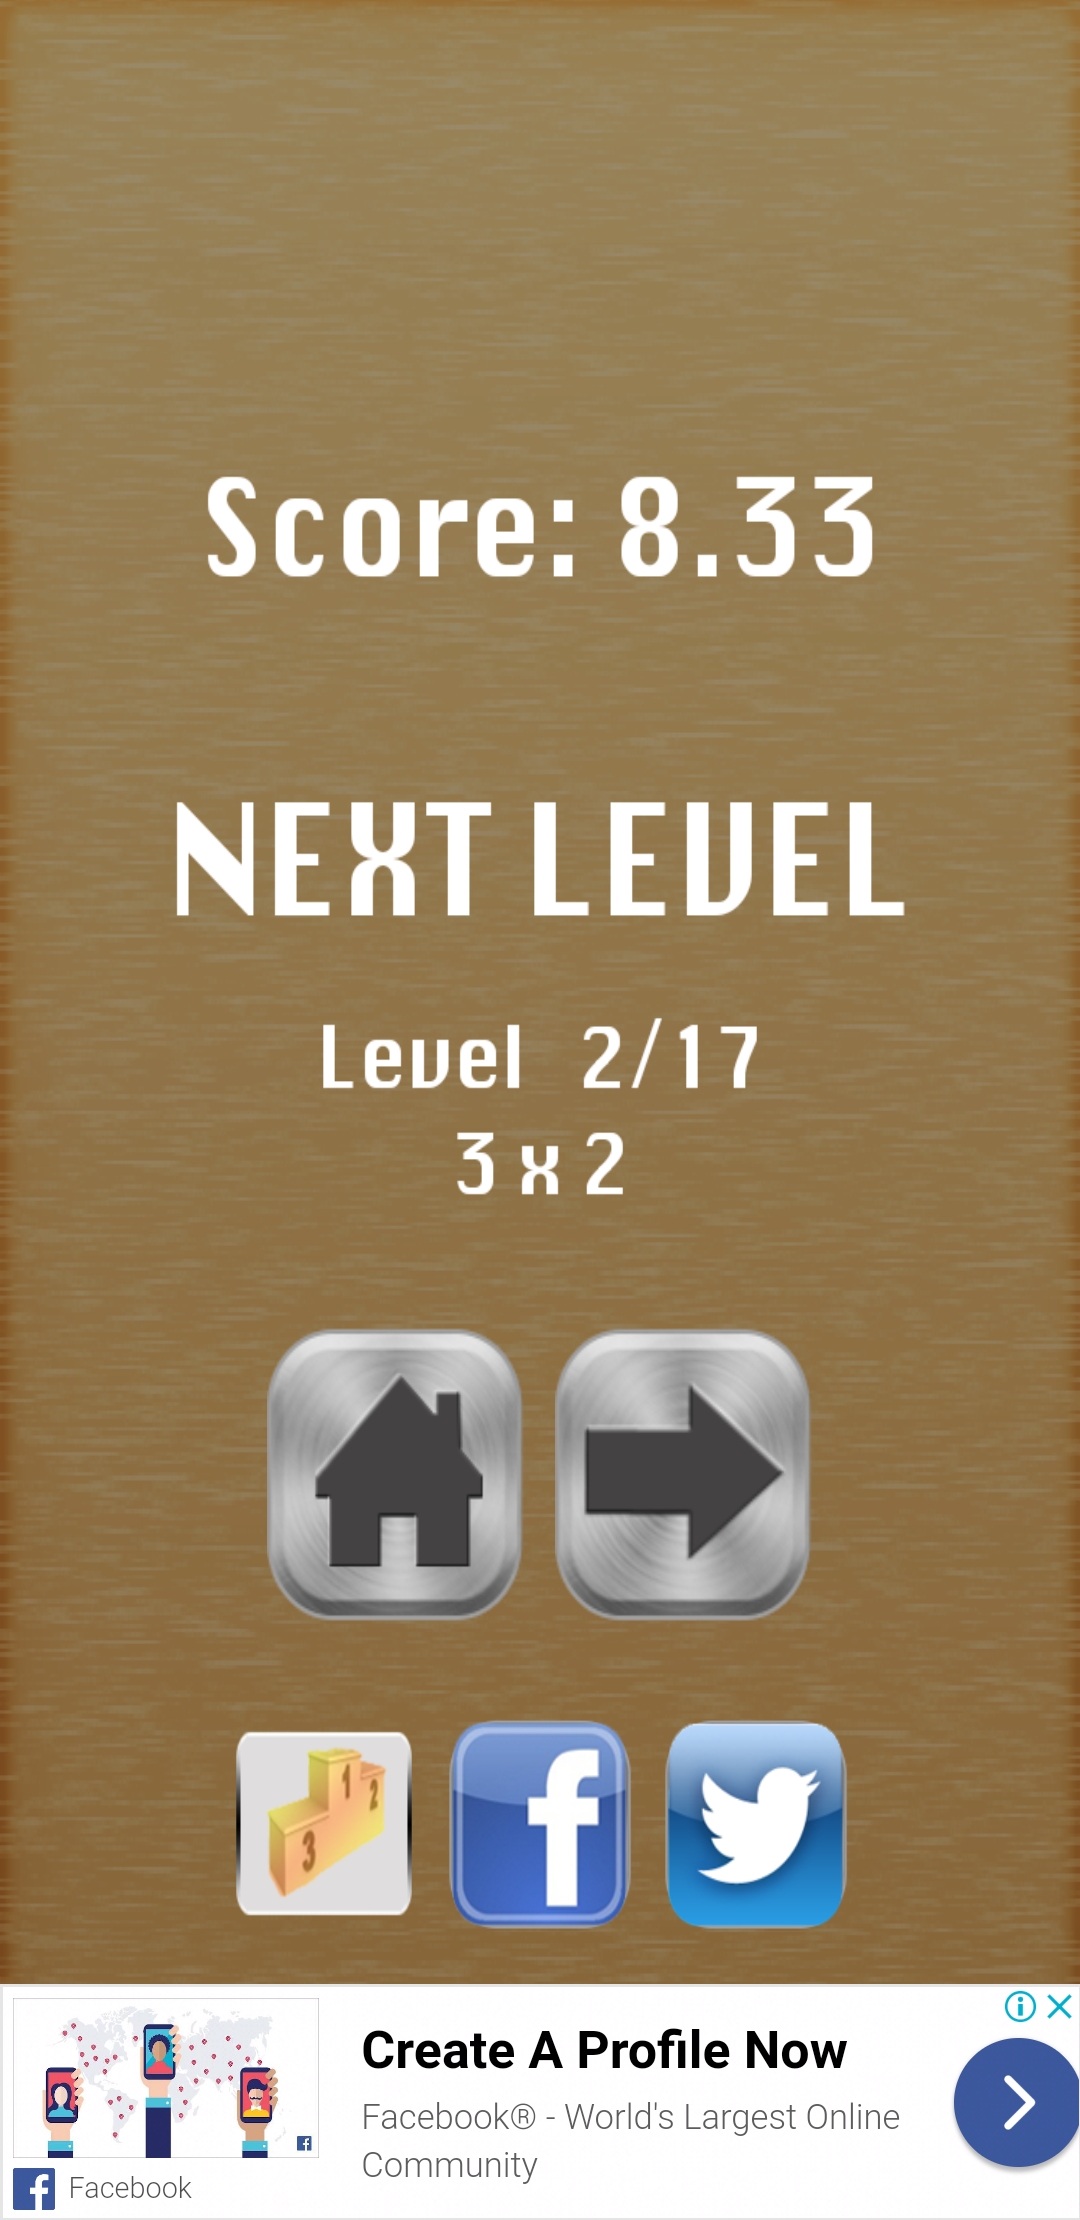 Score: 8.33
NEXT LEVEL
Level 2/17
3 x 2
1
2
3
f
Create A Profile Now
Facebook® - World's Largest Online
Community
f Facebook